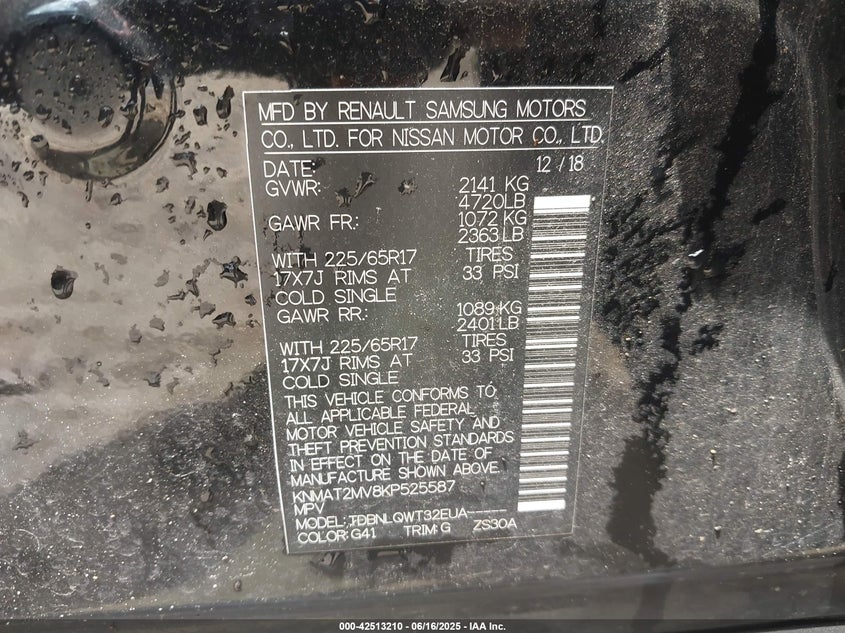 MFD BY RENAULT SAMSUNG MOTORS
CO., LTD. FOR NISSAN MOTOR CO., LTD.
DATE: 12 / 18
GVWR: 2141 KG
4720LB
GAWR FR: 1072 KG
2363 LB
WITH 225/65R17 TIRES
17X7J RIMS AT 33 PSI
COLD SINGLE
GAWR RR: 1089 KG
2401 LB
WITH 225/65R17 TIRES
17X7J RIMS AT 33 PSI
COLD SINGLE
THIS VEHICLE CONFORMS TO
ALL APPLICABLE FEDERAL
MOTOR VEHICLE SAFETY AND
THEFT PREVENTION STANDARDS
IN EFFECT ON THE DATE OF
MANUFACTURE SHOWN ABOVE.
KNMAT2MV8KP525587
MPV
MODEL: TDBNLQWT32EUA-----
COLOR: G41 TRIM: G ZS30A
000-42513210 - 06/16/2025 - IAA Inc.